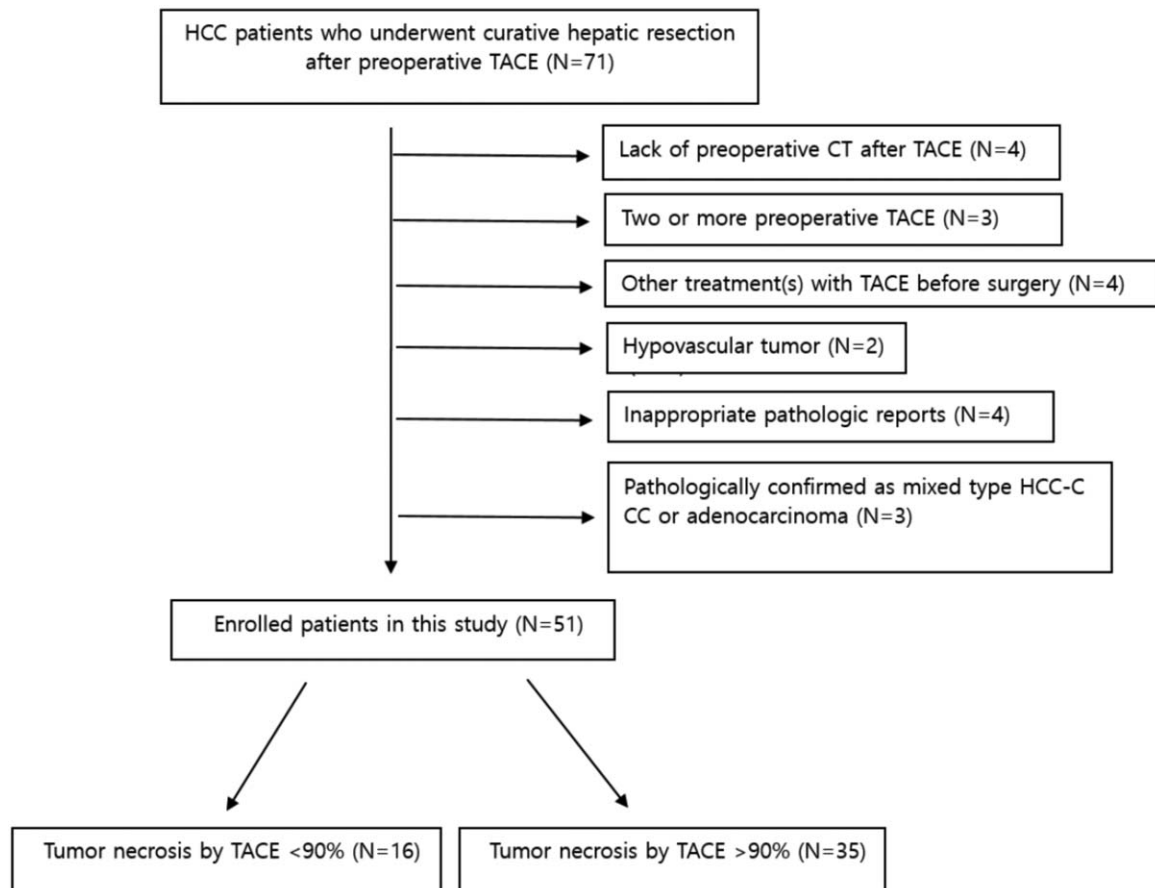 HCC patients who underwent curative hepatic resection
after preoperative TACE (N=71)
Lack of preoperative CT after TACE (N=4)
Two or more preoperative TACE (N=3)
Other treatment(s) with TACE before surgery (N=4)
Hypovascular tumor (N=2)
Inappropriate pathologic reports (N=4)
Pathologically confirmed as mixed type HCC-C
CC or adenocarcinoma (N=3)
Enrolled patients in this study (N=51)
Tumor necrosis by TACE <90% (N=16)
Tumor necrosis by TACE >90% (N=35)